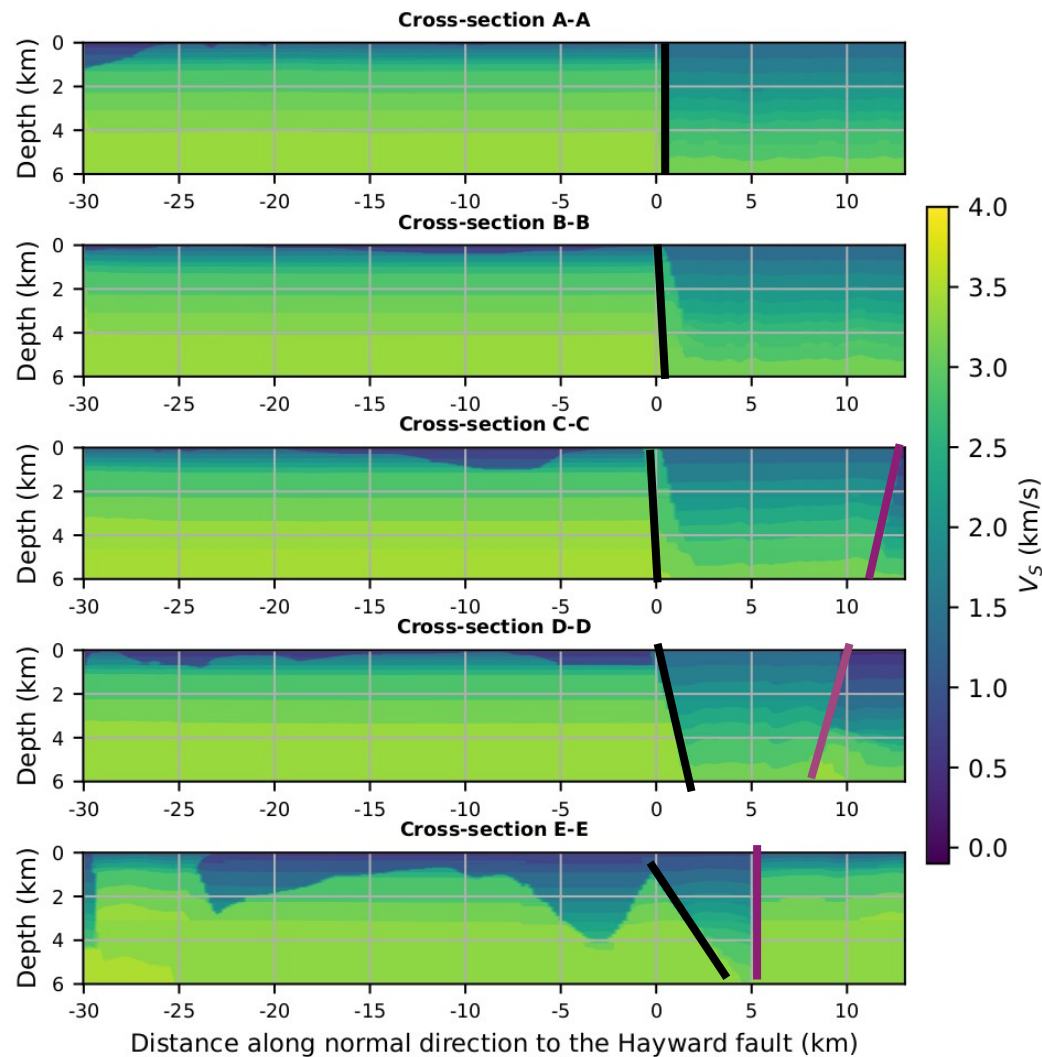 Cross-section A-A
Depth (km)
0
2
4
6
-30 -25 -20 -15 -10 -5 0 5 10
Cross-section B-B
Depth (km)
0
2
4
6
-30 -25 -20 -15 -10 -5 0 5 10
Cross-section C-C
Depth (km)
0
2
4
6
-30 -25 -20 -15 -10 -5 0 5 10
Cross-section D-D
Depth (km)
0
2
4
6
-30 -25 -20 -15 -10 -5 0 5 10
Cross-section E-E
Depth (km)
0
2
4
6
-30 -25 -20 -15 -10 -5 0 5 10
Distance along normal direction to the Hayward fault (km)
4.0
3.5
3.0
2.5
2.0
1.5
1.0
0.5
0.0
VS (km/s)